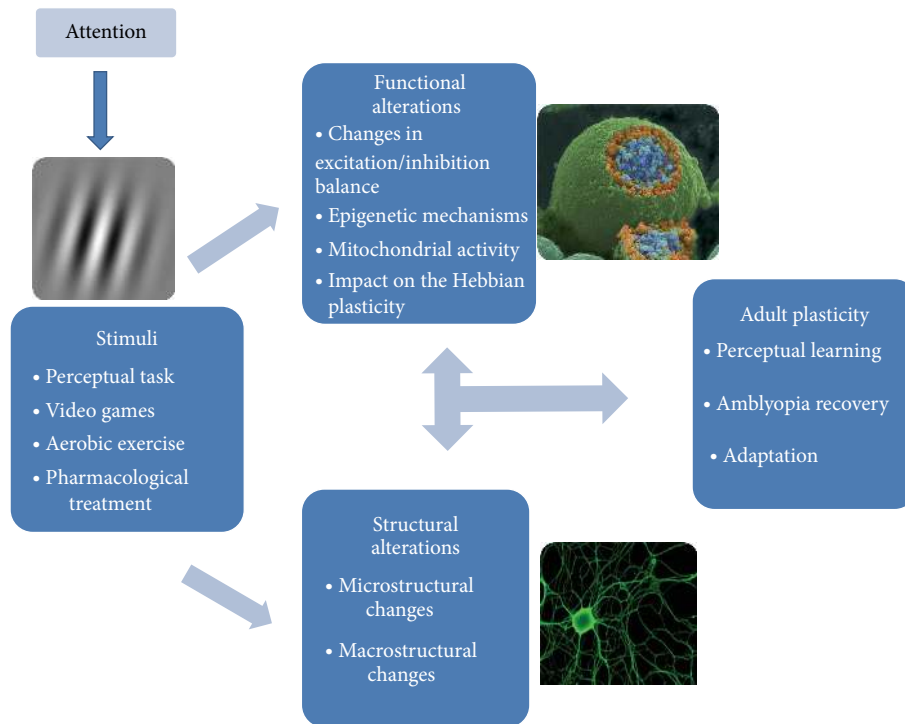 Attention
Functional
alterations
• Changes in
excitation/inhibition
balance
• Epigenetic mechanisms
• Mitochondrial activity
• Impact on the Hebbian
plasticity
Stimuli
• Perceptual task
• Video games
• Aerobic exercise
• Pharmacological
treatment
Adult plasticity
• Perceptual learning
• Amblyopia recovery
• Adaptation
Structural
alterations
• Microstructural
changes
• Macrostructural
changes